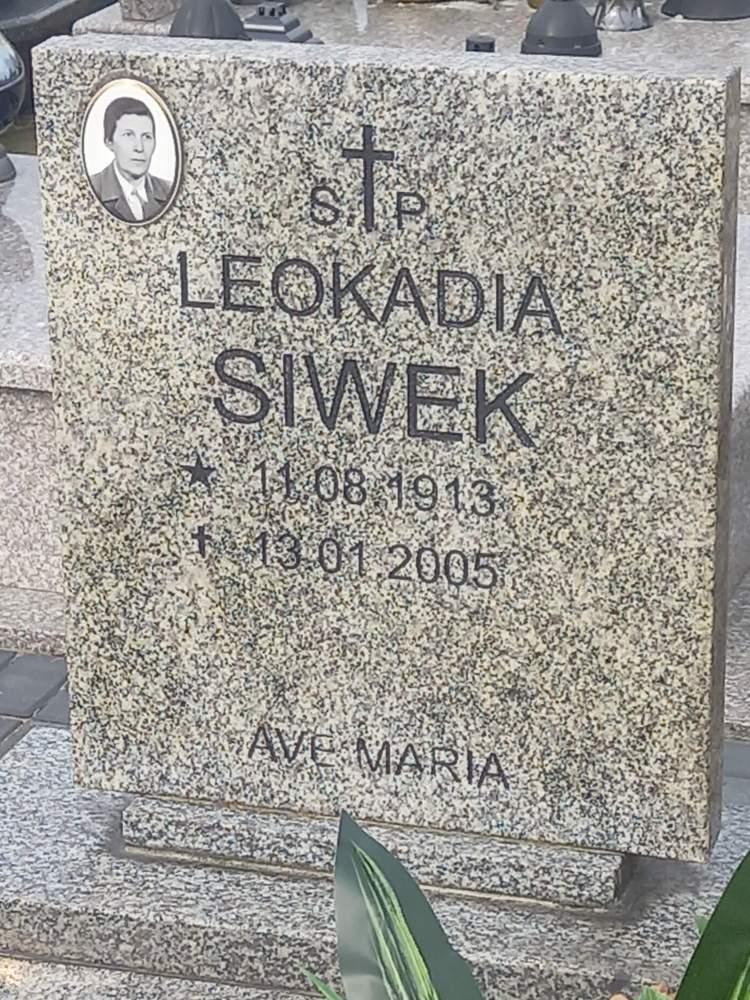 Ś P
LEOKADIA
SIWEK
11.08.1913
13.01.2005
AVE MARIA